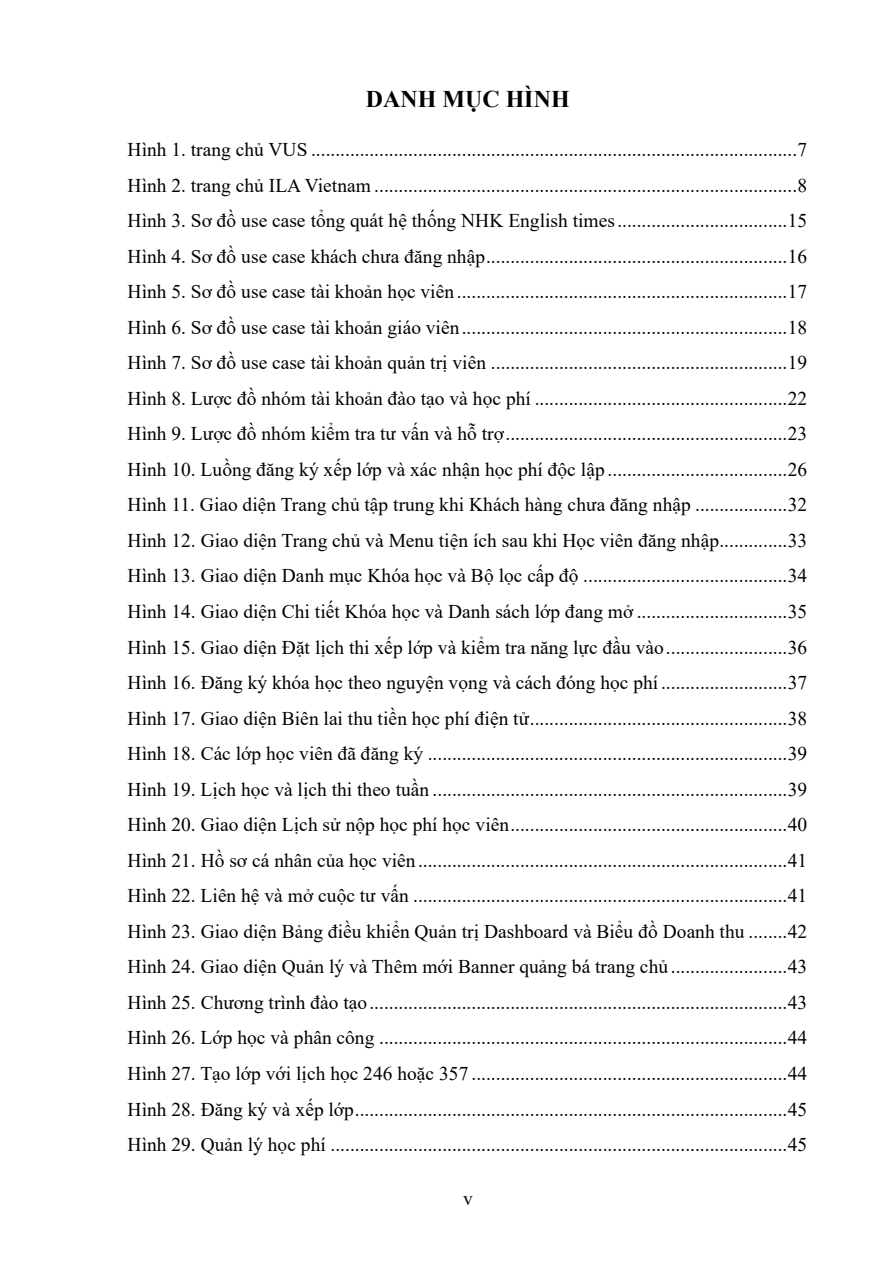 DANH MỤC HÌNH
Hình 1. trang chủ VUS ........................................................................................................7
Hình 2. trang chủ ILA Vietnam ..........................................................................................8
Hình 3. Sơ đồ use case tổng quát hệ thống NHK English times ....................................15
Hình 4. Sơ đồ use case khách chưa đăng nhập................................................................16
Hình 5. Sơ đồ use case tài khoản học viên ......................................................................17
Hình 6. Sơ đồ use case tài khoản giáo viên .....................................................................18
Hình 7. Sơ đồ use case tài khoản quản trị viên ...............................................................19
Hình 8. Lược đồ nhóm tài khoản đào tạo và học phí ......................................................22
Hình 9. Lược đồ nhóm kiểm tra tư vấn và hỗ trợ............................................................23
Hình 10. Luồng đăng ký xếp lớp và xác nhận học phí độc lập ......................................26
Hình 11. Giao diện Trang chủ tập trung khi Khách hàng chưa đăng nhập ...................32
Hình 12. Giao diện Trang chủ và Menu tiện ích sau khi Học viên đăng nhập..............33
Hình 13. Giao diện Danh mục Khóa học và Bộ lọc cấp độ ...........................................34
Hình 14. Giao diện Chi tiết Khóa học và Danh sách lớp đang mở ................................35
Hình 15. Giao diện Đặt lịch thi xếp lớp và kiểm tra năng lực đầu vào..........................36
Hình 16. Đăng ký khóa học theo nguyện vọng và cách đóng học phí ...........................37
Hình 17. Giao diện Biên lai thu tiền học phí điện tử.......................................................38
Hình 18. Các lớp học viên đã đăng ký .............................................................................39
Hình 19. Lịch học và lịch thi theo tuần ............................................................................39
Hình 20. Giao diện Lịch sử nộp học phí học viên...........................................................40
Hình 21. Hồ sơ cá nhân của học viên ...............................................................................41
Hình 22. Liên hệ và mở cuộc tư vấn ................................................................................41
Hình 23. Giao diện Bảng điều khiển Quản trị Dashboard và Biểu đồ Doanh thu ........42
Hình 24. Giao diện Quản lý và Thêm mới Banner quảng bá trang chủ .........................43
Hình 25. Chương trình đào tạo .........................................................................................43
Hình 26. Lớp học và phân công .......................................................................................44
Hình 27. Tạo lớp với lịch học 246 hoặc 357 ...................................................................44
Hình 28. Đăng ký và xếp lớp............................................................................................45
Hình 29. Quản lý học phí .................................................................................................45
v